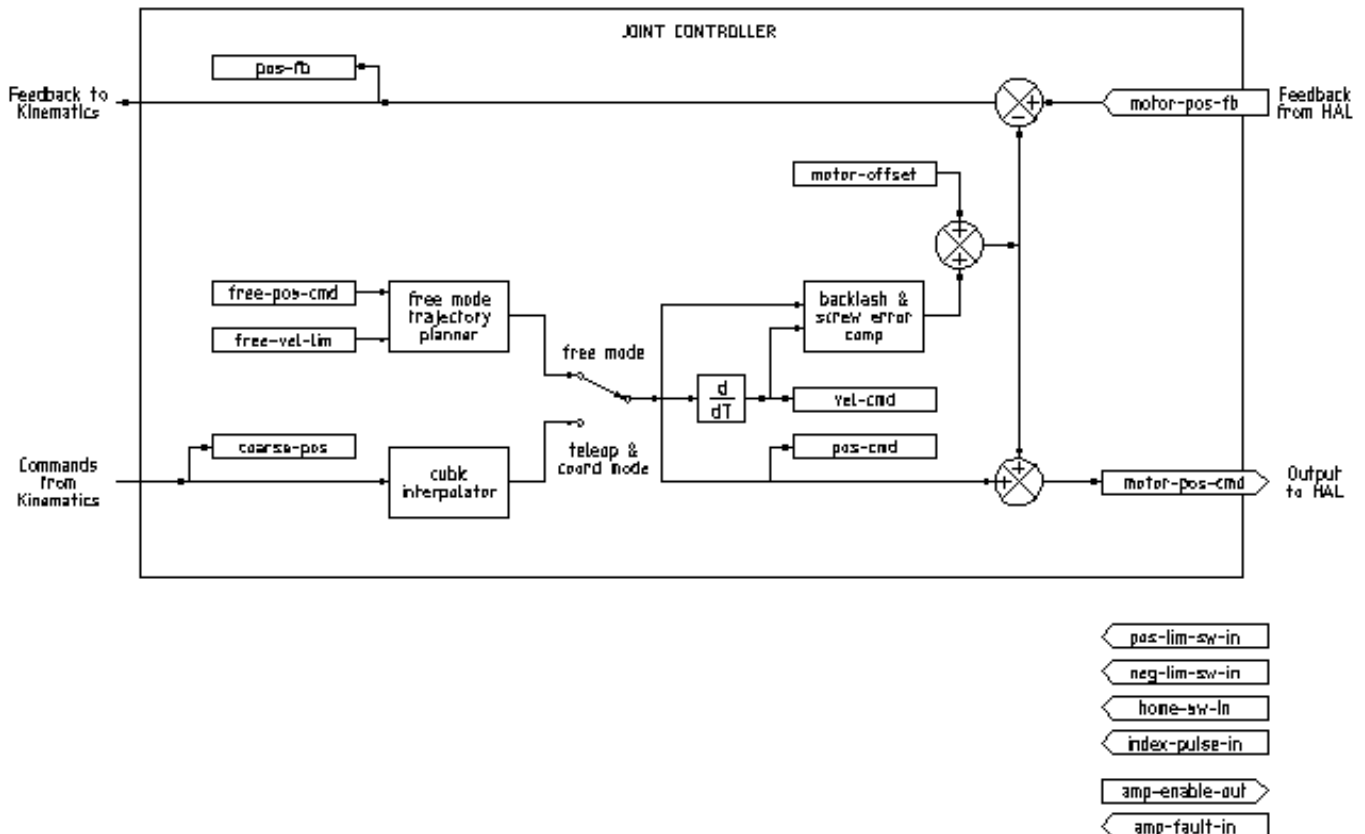 JOINT CONTROLLER
pos-fb
Feedback to
Kinematics
motor-pos-fb
Feedback
from HAL
+
-
motor-offset
+
+
free-pos-cmd
free-vel-lim
free mode
trajectory
planner
backlash &
screw error
comp
free mode
d
dT
vel-cmd
coarse-pos
teleop &
coord mode
pos-cmd
Commands
from
Kinematics
cubic
interpolator
+
+
motor-pos-cmd
Output
to HAL
pos-lim-sw-in
neg-lim-sw-in
home-sw-in
index-pulse-in
amp-enable-out
amp-fault-in